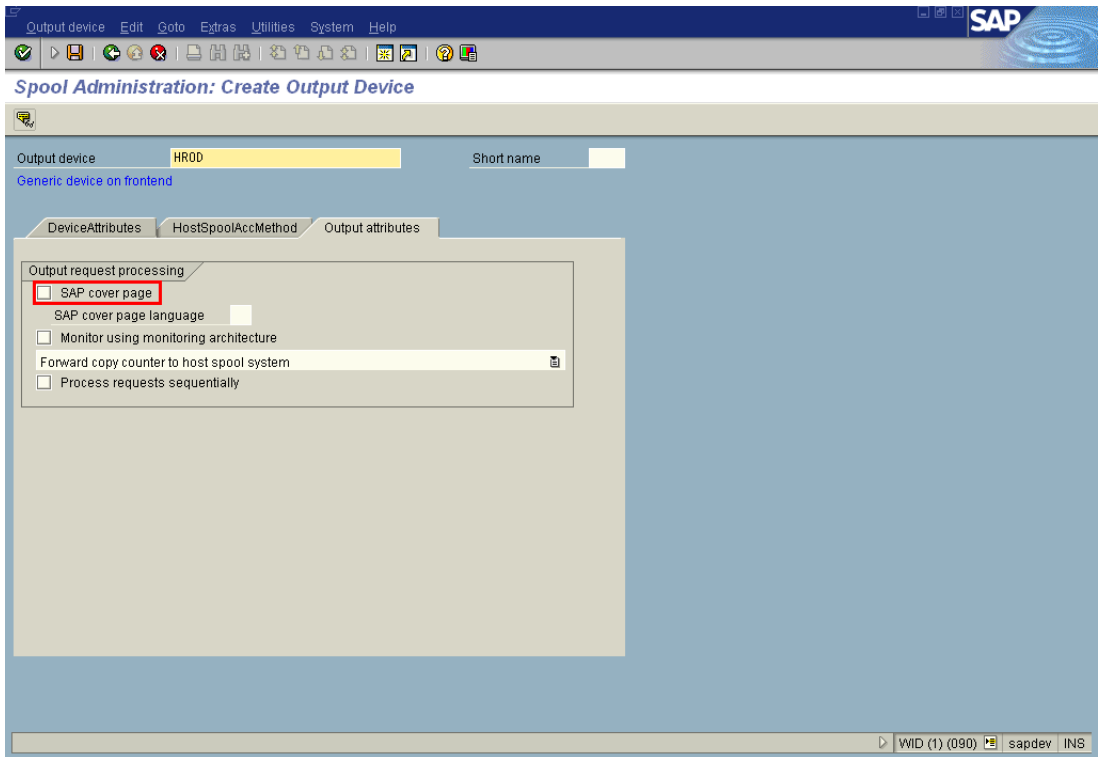 Output device Edit Goto Extras Utilities System Help
SAP
Spool Administration: Create Output Device
Output device HROD Short name
Generic device on frontend
DeviceAttributes HostSpoolAccMethod Output attributes
Output request processing
SAP cover page
SAP cover page language
Monitor using monitoring architecture
Forward copy counter to host spool system
Process requests sequentially
WID (1) (090) sapdev INS